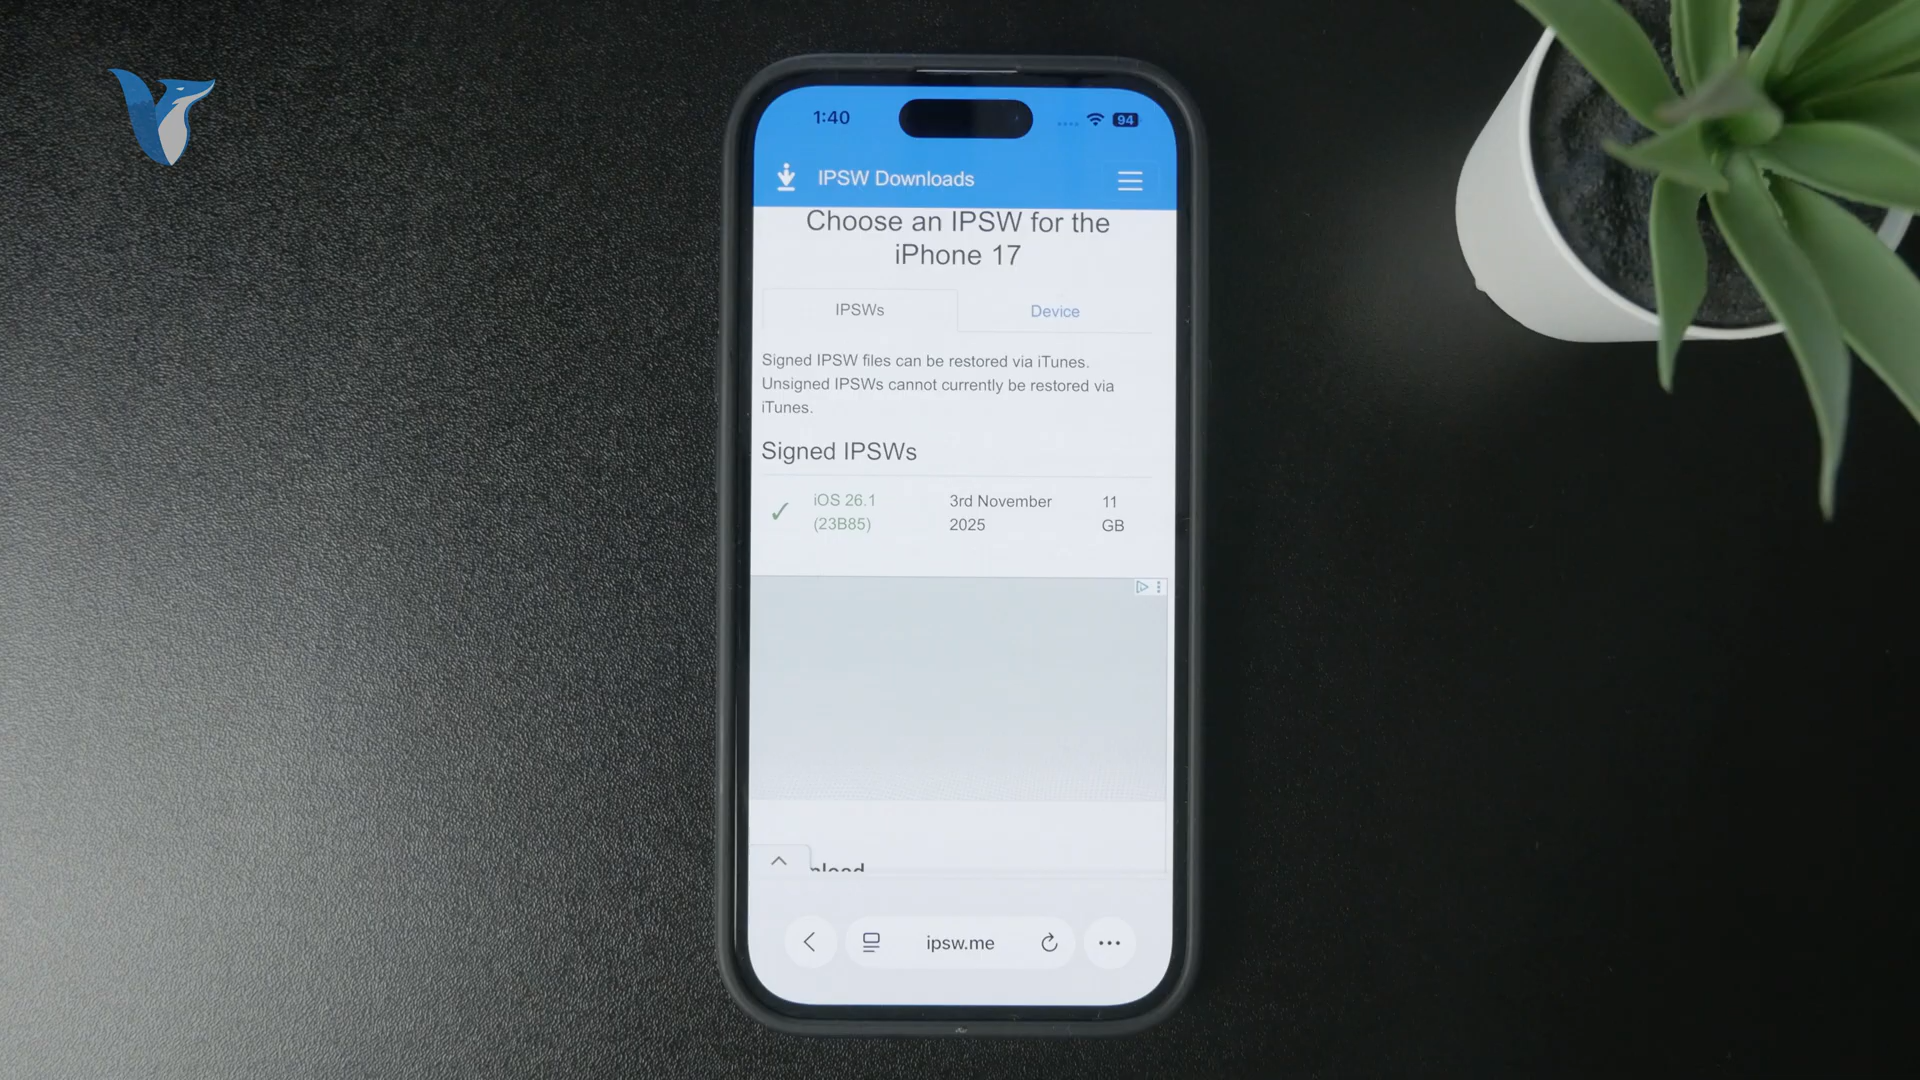 1:40
94
IPSW Downloads
Choose an IPSW for the
iPhone 17
IPSWs
Device
Signed IPSW files can be restored via iTunes.
Unsigned IPSWs cannot currently be restored via
iTunes.
Signed IPSWs
iOS 26.1
(23B85)
3rd November
2025
11
GB
ipsw.me